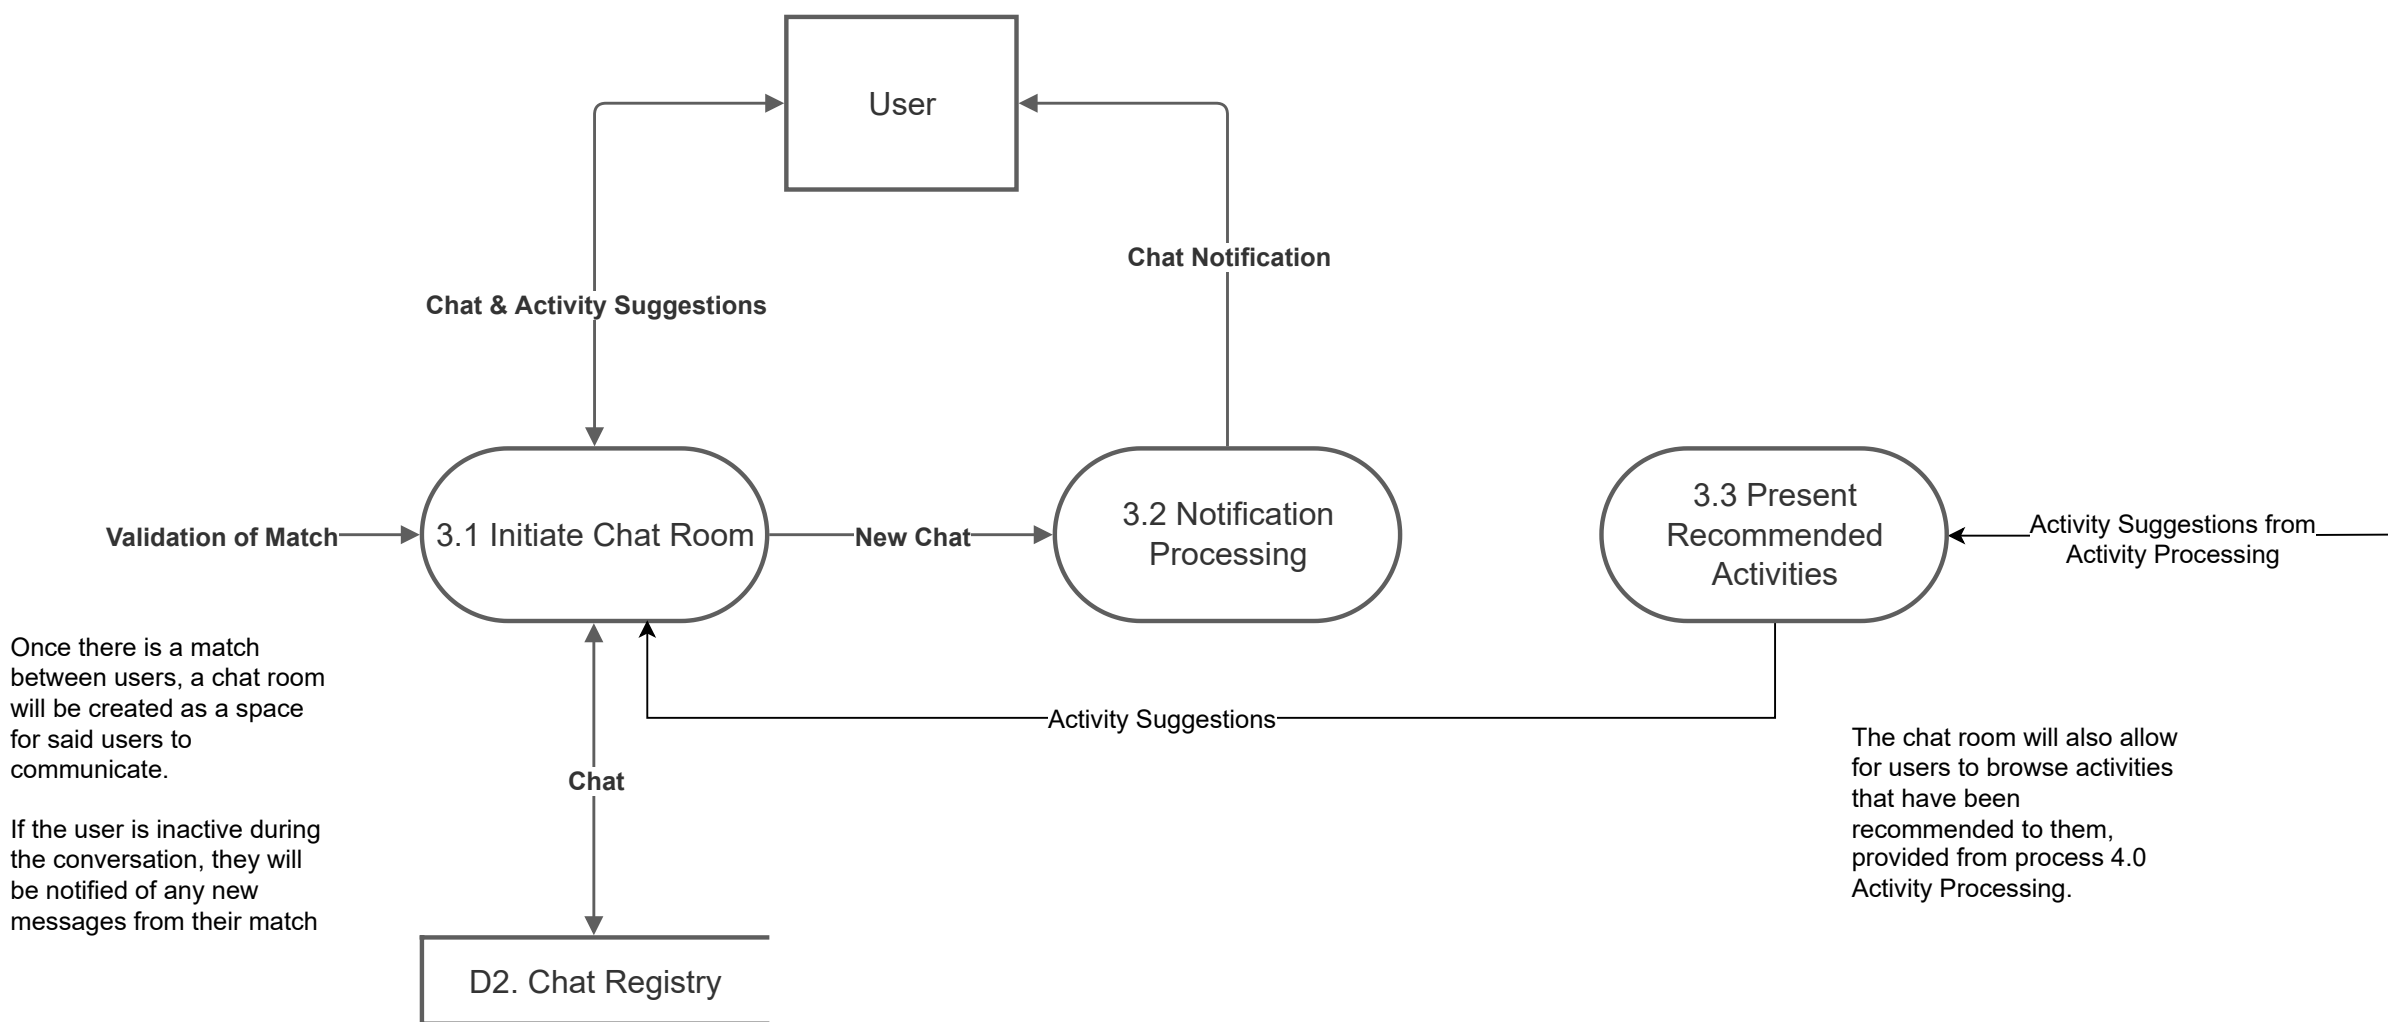 User
Chat Notification
Chat & Activity Suggestions
Validation of Match
3.1 Initiate Chat Room
New Chat
3.2 Notification
Processing
3.3 Present
Recommended
Activities
Activity Suggestions from
Activity Processing
Once there is a match
between users, a chat room
will be created as a space
for said users to
communicate.
If the user is inactive during
the conversation, they will
be notified of any new
messages from their match
Activity Suggestions
Chat
The chat room will also allow
for users to browse activities
that have been
recommended to them,
provided from process 4.0
Activity Processing.
D2. Chat Registry